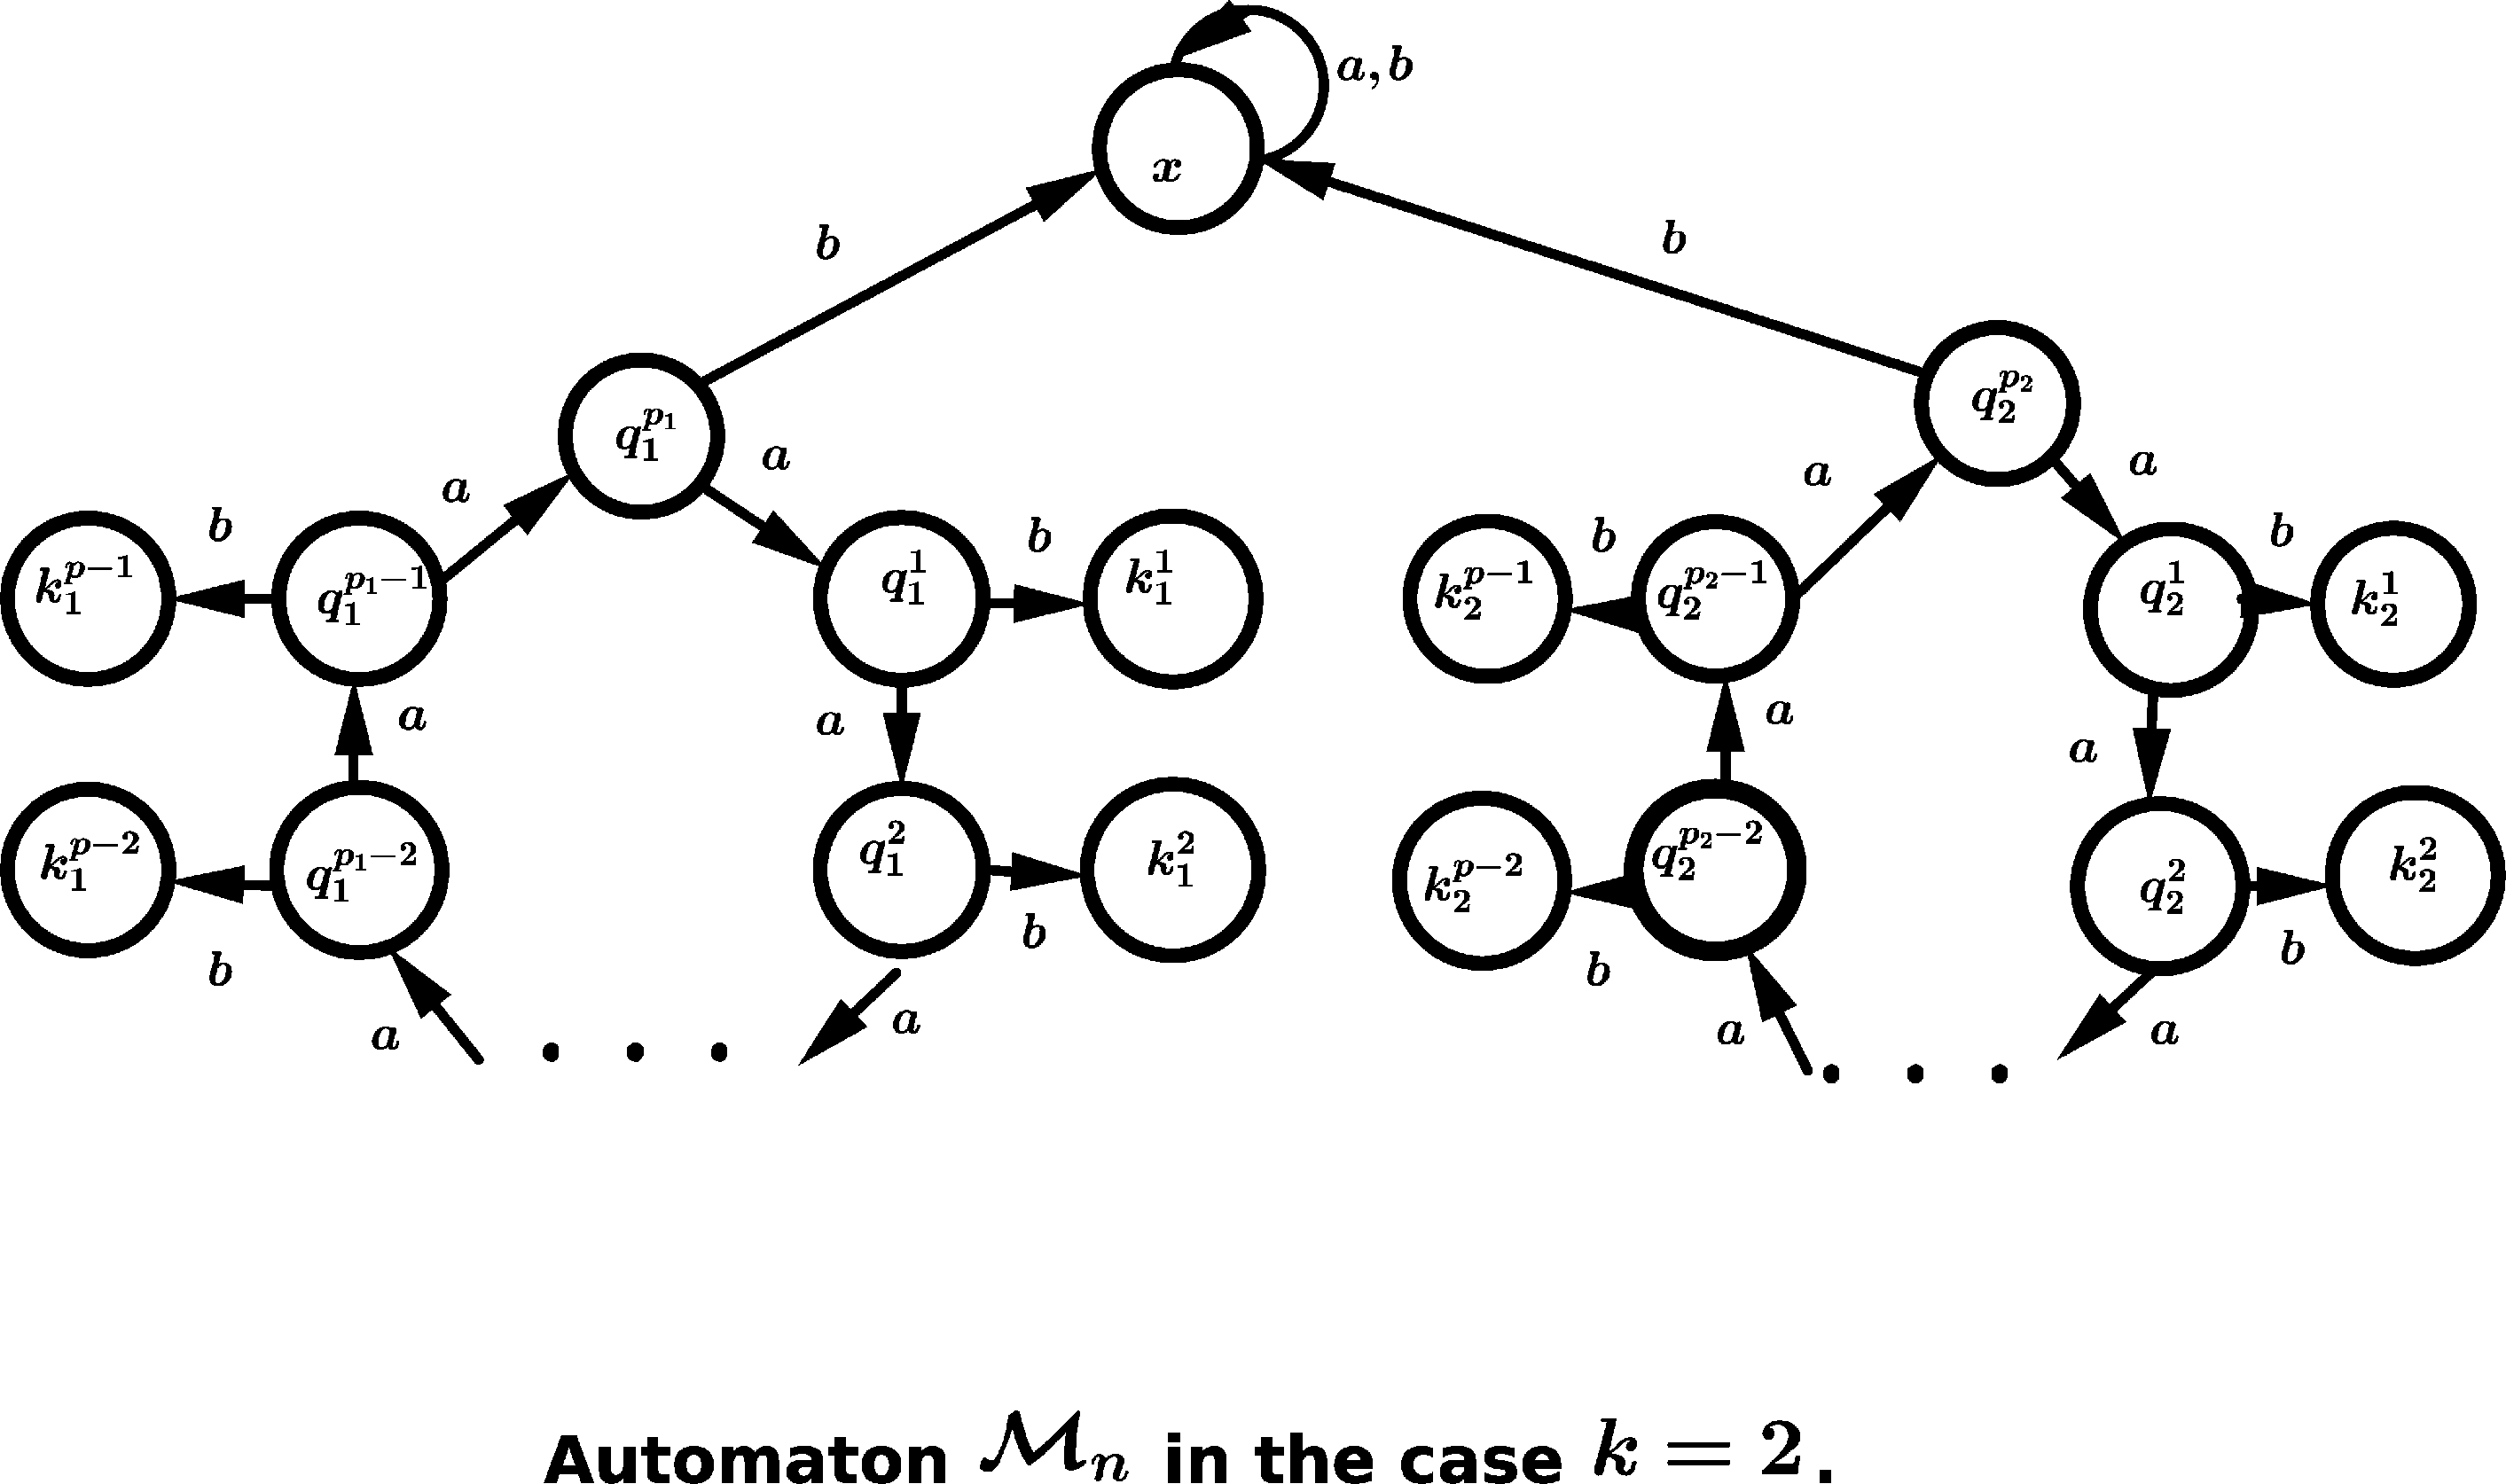 a, b
x
b
b
q_2^{p_2}
q_1^{p_1}
a
a
a
a
b
k_1^{p-1}
q_1^{p_1-1}
q_1^1
b
k_1^1
k_2^{p-1}
b
q_2^{p_2-1}
q_2^1
b
k_2^1
a
a
a
a
k_1^{p-2}
q_1^{p_1-2}
q_1^2
k_1^2
k_2^{p-2}
q_2^{p_2-2}
q_2^2
k_2^2
b
b
b
b
a
. . .
a
a
. . .
a
Automaton \mathcal{M}_n in the case k = 2.